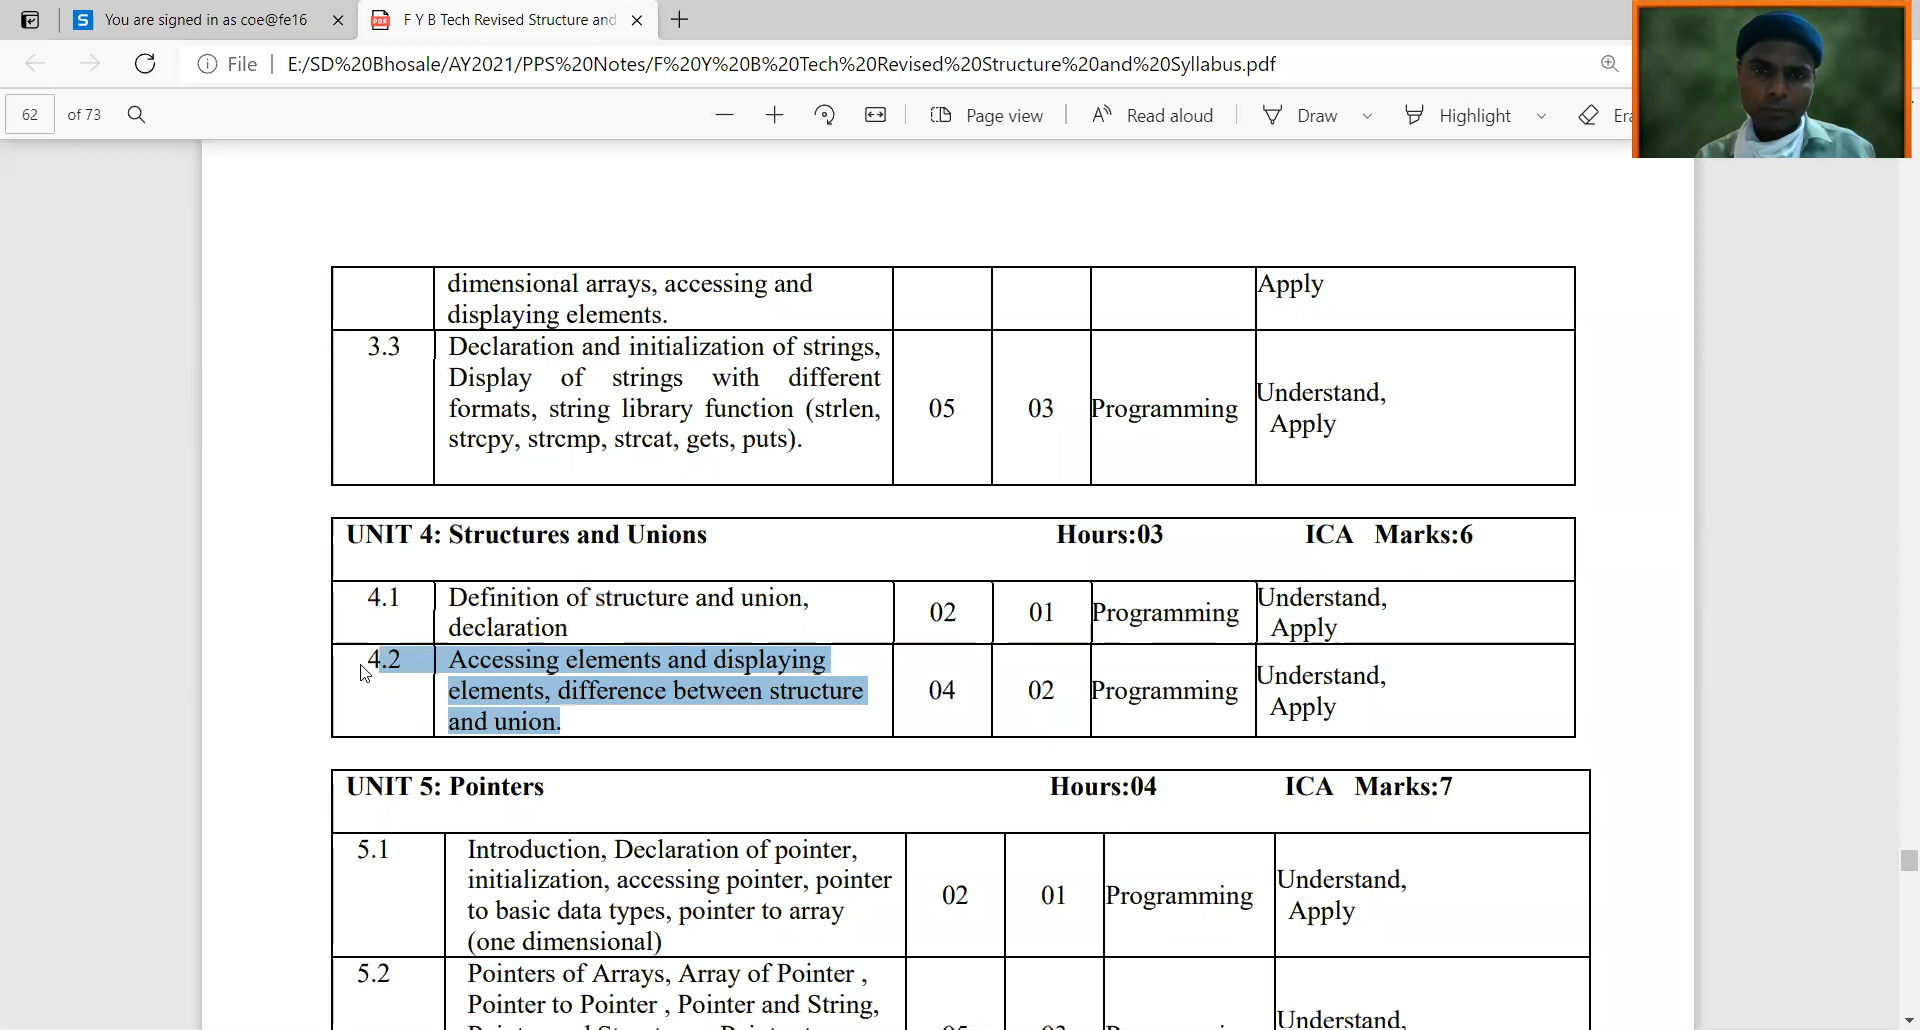 You are signed in as coe@fe16
F Y B Tech Revised Structure and
File
E:/SD%20Bhosale/AY2021/PPS%20Notes/F%20Y%20B%20Tech%20Revised%20Structure%20and%20Syllabus.pdf
62 of 73
Page view
Read aloud
Draw
Highlight
dimensional arrays, accessing and
displaying elements.
Apply
3.3
Declaration and initialization of strings,
Display of strings with different
formats, string library function (strlen,
strcpy, strcmp, strcat, gets, puts).
05
03
Programming
Understand,
Apply
UNIT 4: Structures and Unions Hours:03 ICA Marks:6
4.1
Definition of structure and union,
declaration
02
01
Programming
Understand,
Apply
4.2
Accessing elements and displaying
elements, difference between structure
and union.
04
02
Programming
Understand,
Apply
UNIT 5: Pointers Hours:04 ICA Marks:7
5.1
Introduction, Declaration of pointer,
initialization, accessing pointer, pointer
to basic data types, pointer to array
(one dimensional)
02
01
Programming
Understand,
Apply
5.2
Pointers of Arrays, Array of Pointer ,
Pointer to Pointer , Pointer and String,
Understand,